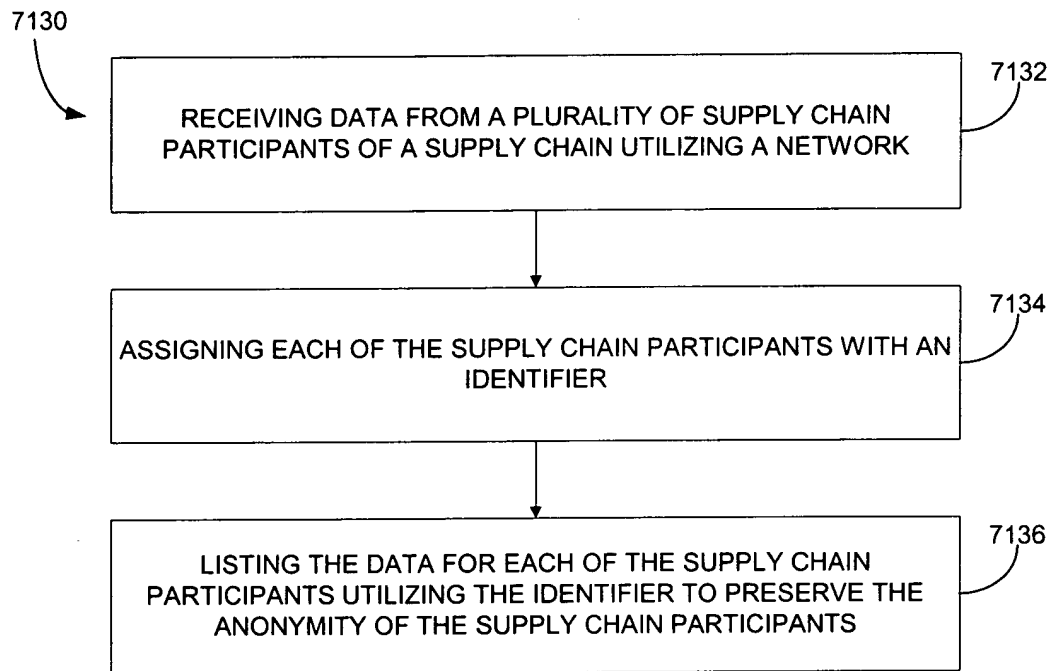 7130
7132
RECEIVING DATA FROM A PLURALITY OF SUPPLY CHAIN
PARTICIPANTS OF A SUPPLY CHAIN UTILIZING A NETWORK
7134
ASSIGNING EACH OF THE SUPPLY CHAIN PARTICIPANTS WITH AN
IDENTIFIER
7136
LISTING THE DATA FOR EACH OF THE SUPPLY CHAIN
PARTICIPANTS UTILIZING THE IDENTIFIER TO PRESERVE THE
ANONYMITY OF THE SUPPLY CHAIN PARTICIPANTS